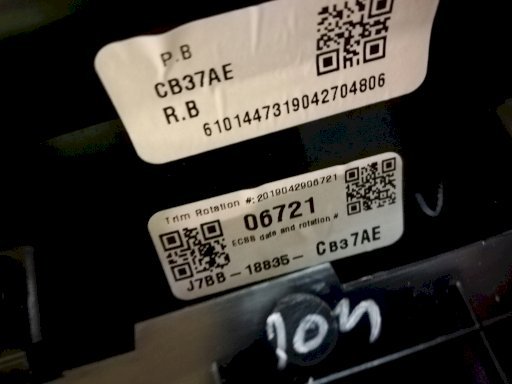 P.B
CB37AE
R.B
6101447319042704806
Trim Rotation #: 2019042906721
06721
ECBB date and rotation #
J7BB - 18835 - CB37AE